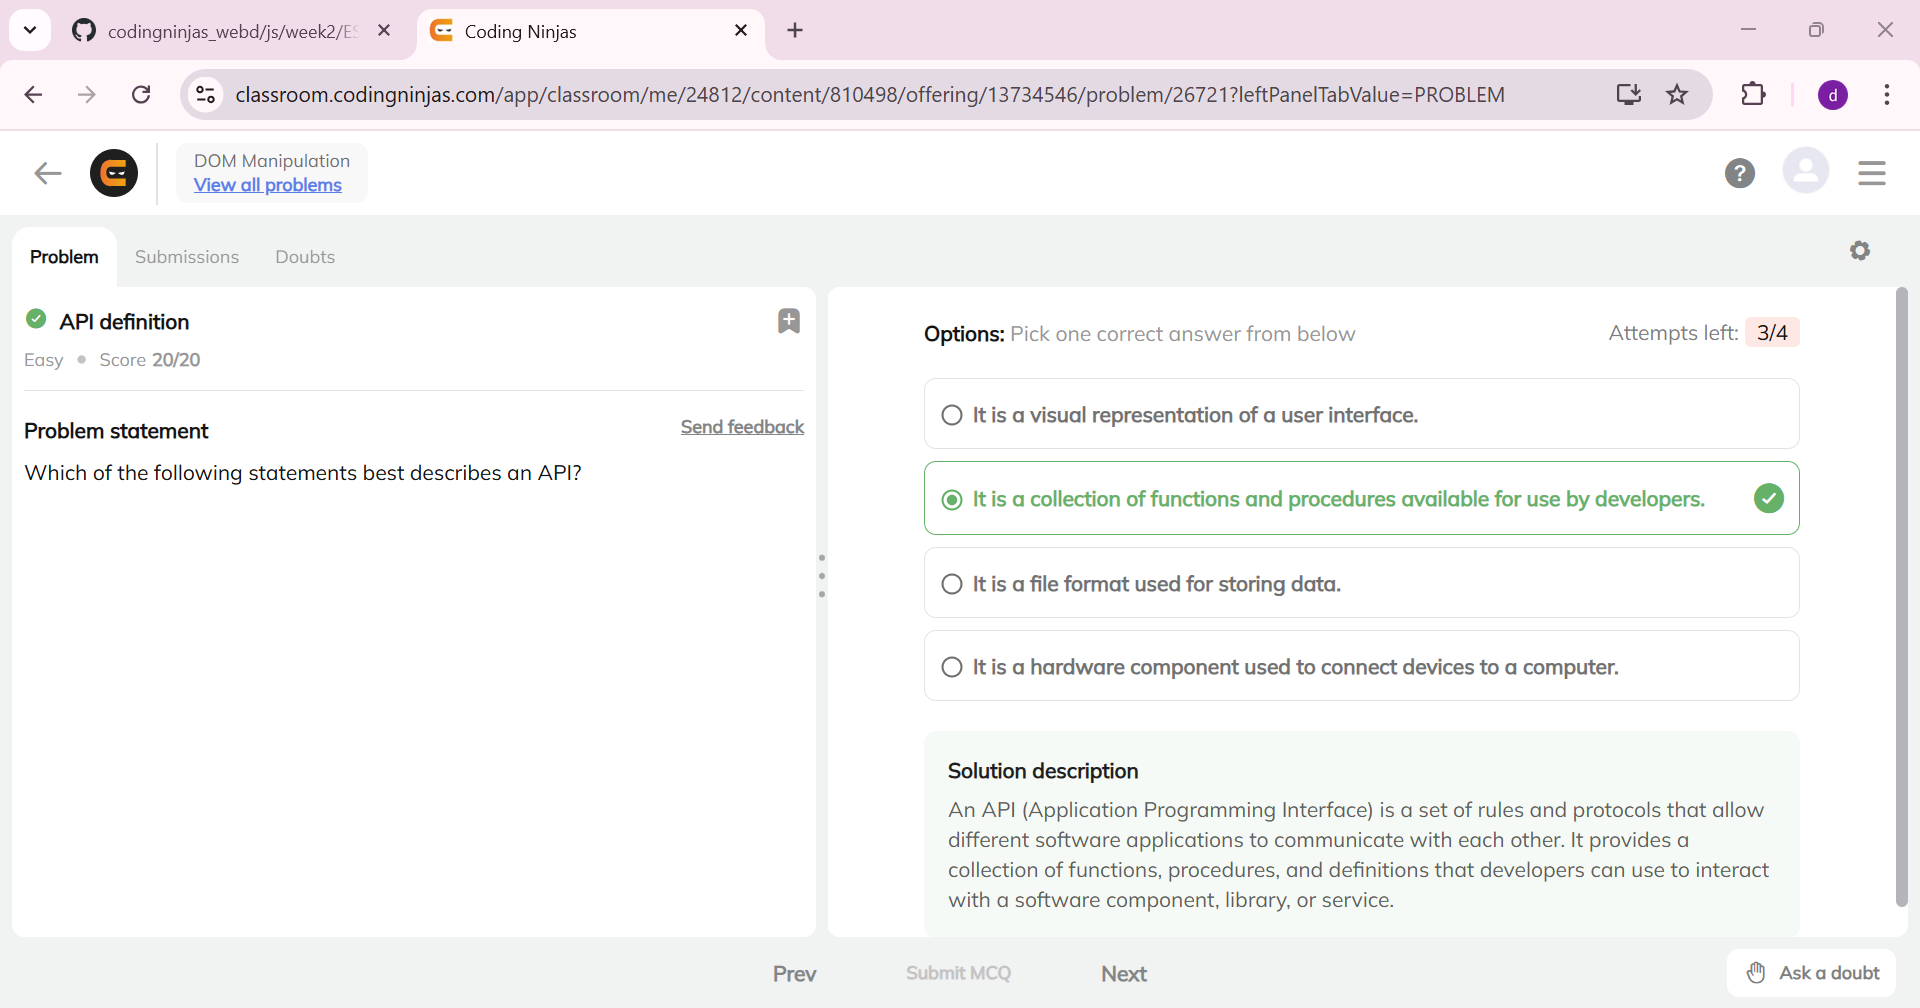 codingninjas_webd/js/week2/ES
Coding Ninjas
classroom.codingninjas.com/app/classroom/me/24812/content/810498/offering/13734546/problem/26721?leftPanelTabValue=PROBLEM
d
DOM Manipulation
View all problems
?
Problem
Submissions
Doubts
API definition
Easy
Score 20/20
Problem statement
Send feedback
Which of the following statements best describes an API?
Options: Pick one correct answer from below
Attempts left: 3/4
It is a visual representation of a user interface.
It is a collection of functions and procedures available for use by developers.
It is a file format used for storing data.
It is a hardware component used to connect devices to a computer.
Solution description
An API (Application Programming Interface) is a set of rules and protocols that allow
different software applications to communicate with each other. It provides a
collection of functions, procedures, and definitions that developers can use to interact
with a software component, library, or service.
Prev
Submit MCQ
Next
Ask a doubt